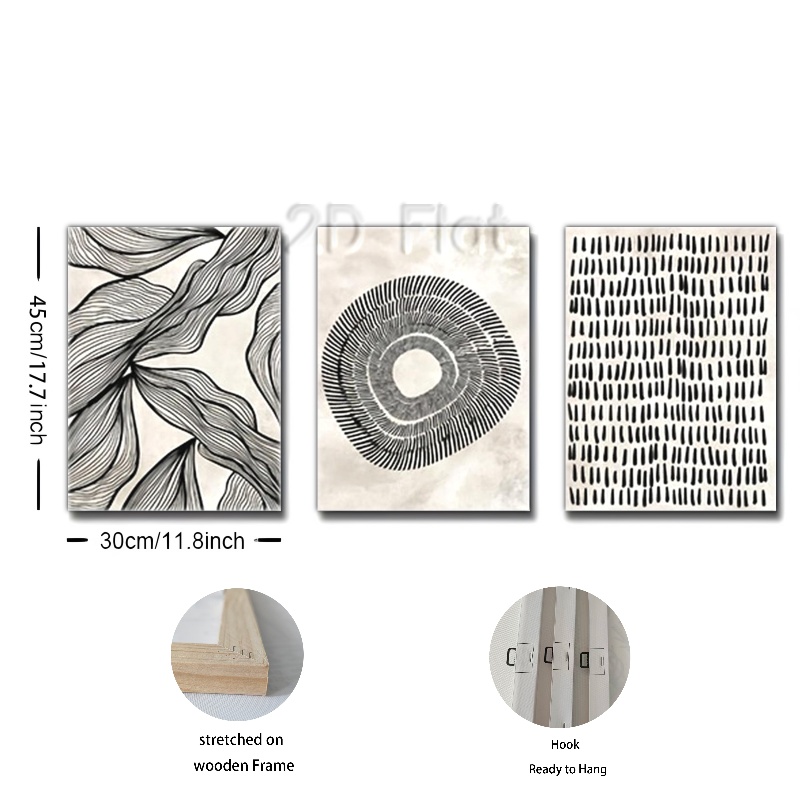 2D Flat
45cm/17.7inch
30cm/11.8inch
stretched on
wooden Frame
Hook
Ready to Hang